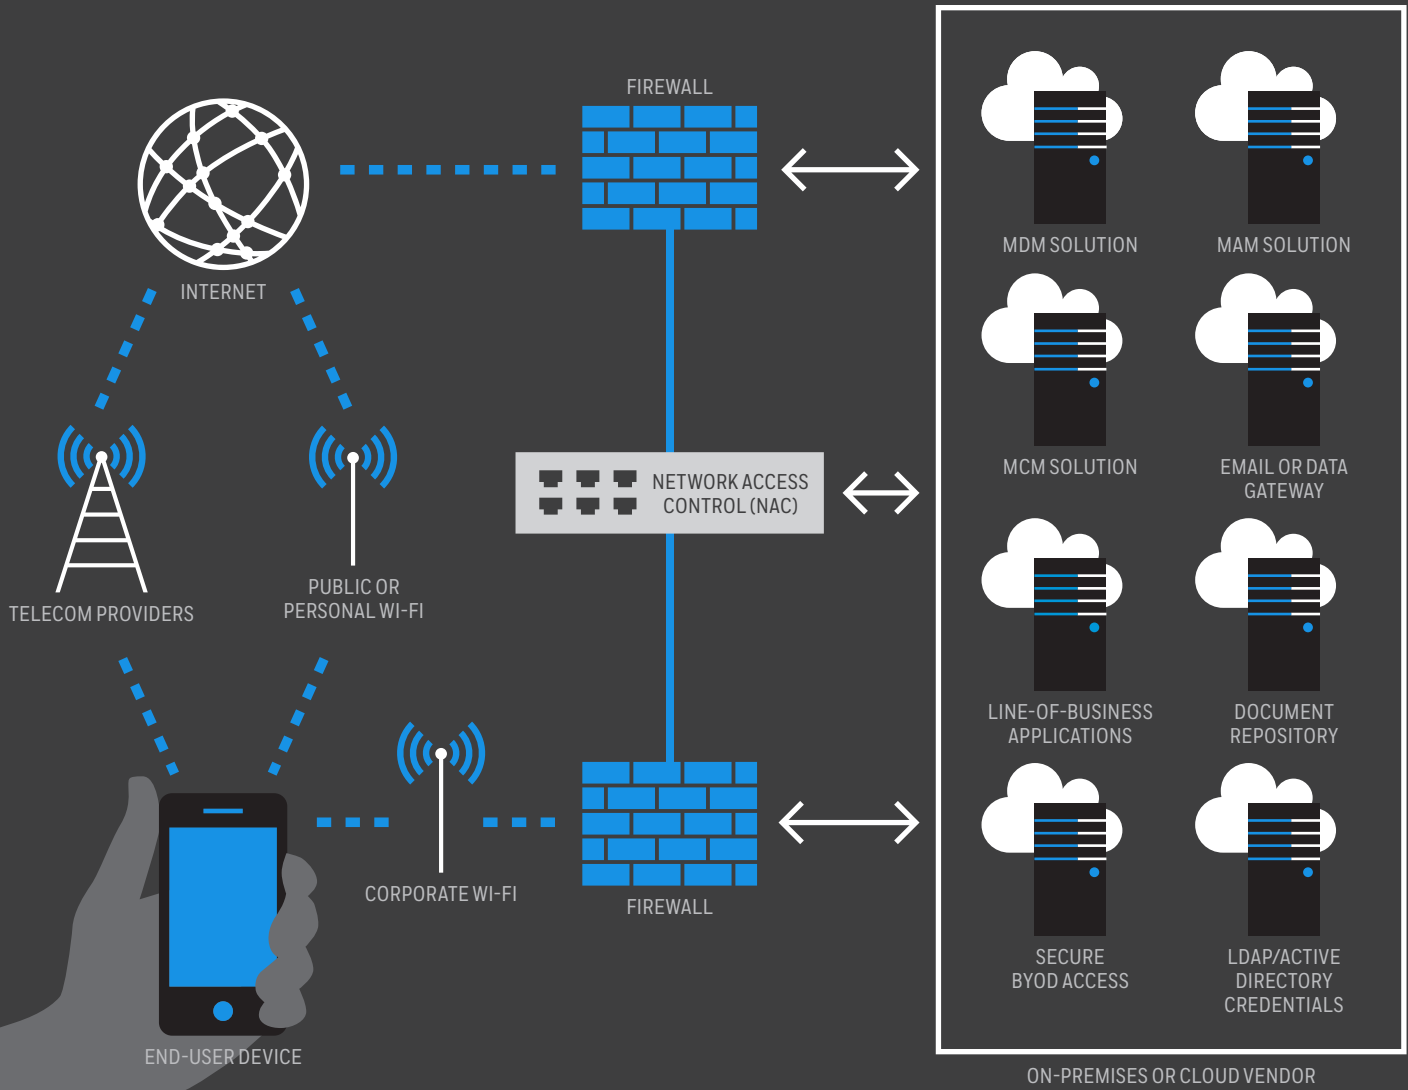 FIREWALL
INTERNET
TELECOM PROVIDERS
PUBLIC OR
PERSONAL WI-FI
NETWORK ACCESS
CONTROL (NAC)
CORPORATE WI-FI
FIREWALL
END-USER DEVICE
MDM SOLUTION
MAM SOLUTION
MCM SOLUTION
EMAIL OR DATA
GATEWAY
LINE-OF-BUSINESS
APPLICATIONS
DOCUMENT
REPOSITORY
SECURE
BYOD ACCESS
LDAP/ACTIVE
DIRECTORY
CREDENTIALS
ON-PREMISES OR CLOUD VENDOR